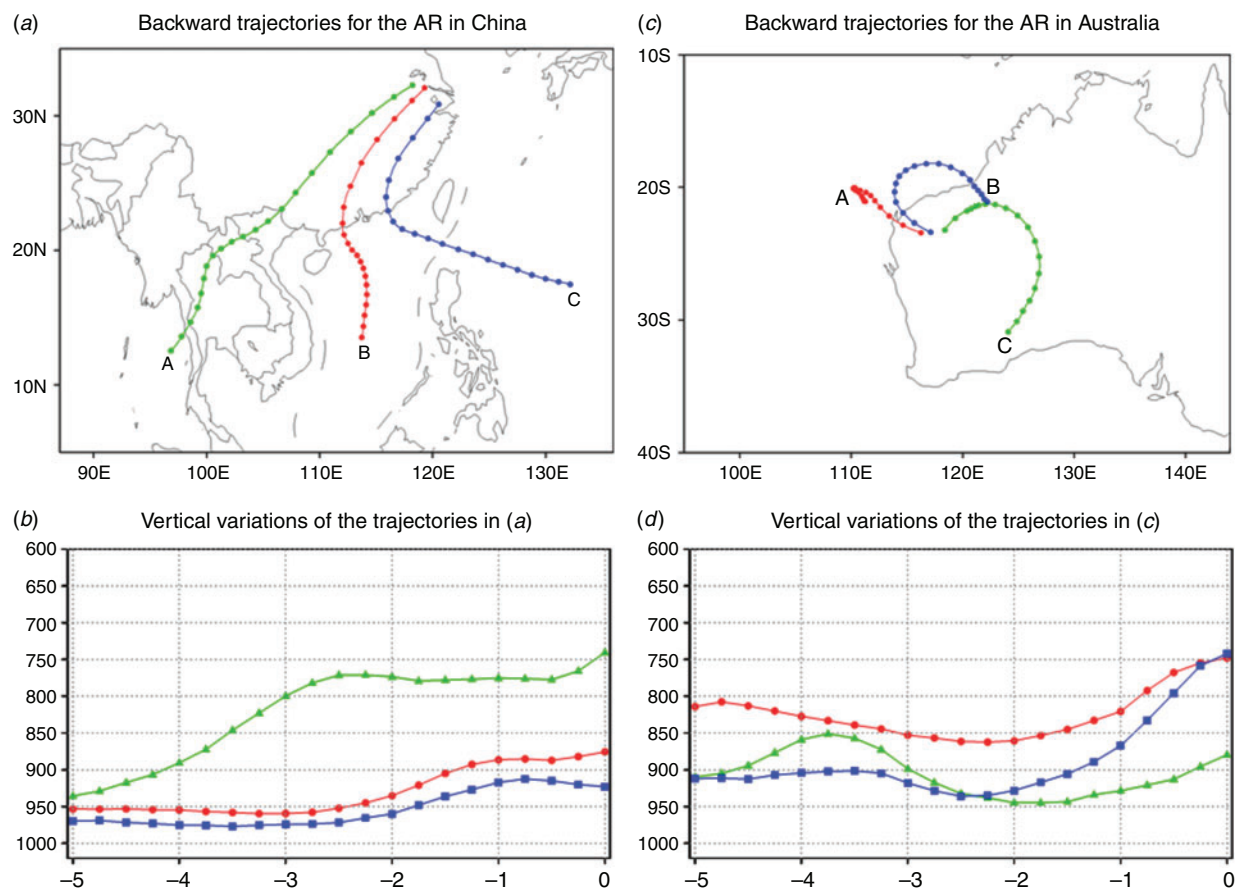 (a) Backward trajectories for the AR in China
30N
20N
10N
A
B
C
90E 100E 110E 120E 130E
(c) Backward trajectories for the AR in Australia
10S
20S
30S
40S
A
B
C
100E 110E 120E 130E 140E
(b) Vertical variations of the trajectories in (a)
600
650
700
750
800
850
900
950
1000
–5 –4 –3 –2 –1 0
(d) Vertical variations of the trajectories in (c)
600
650
700
750
800
850
900
950
1000
–5 –4 –3 –2 –1 0